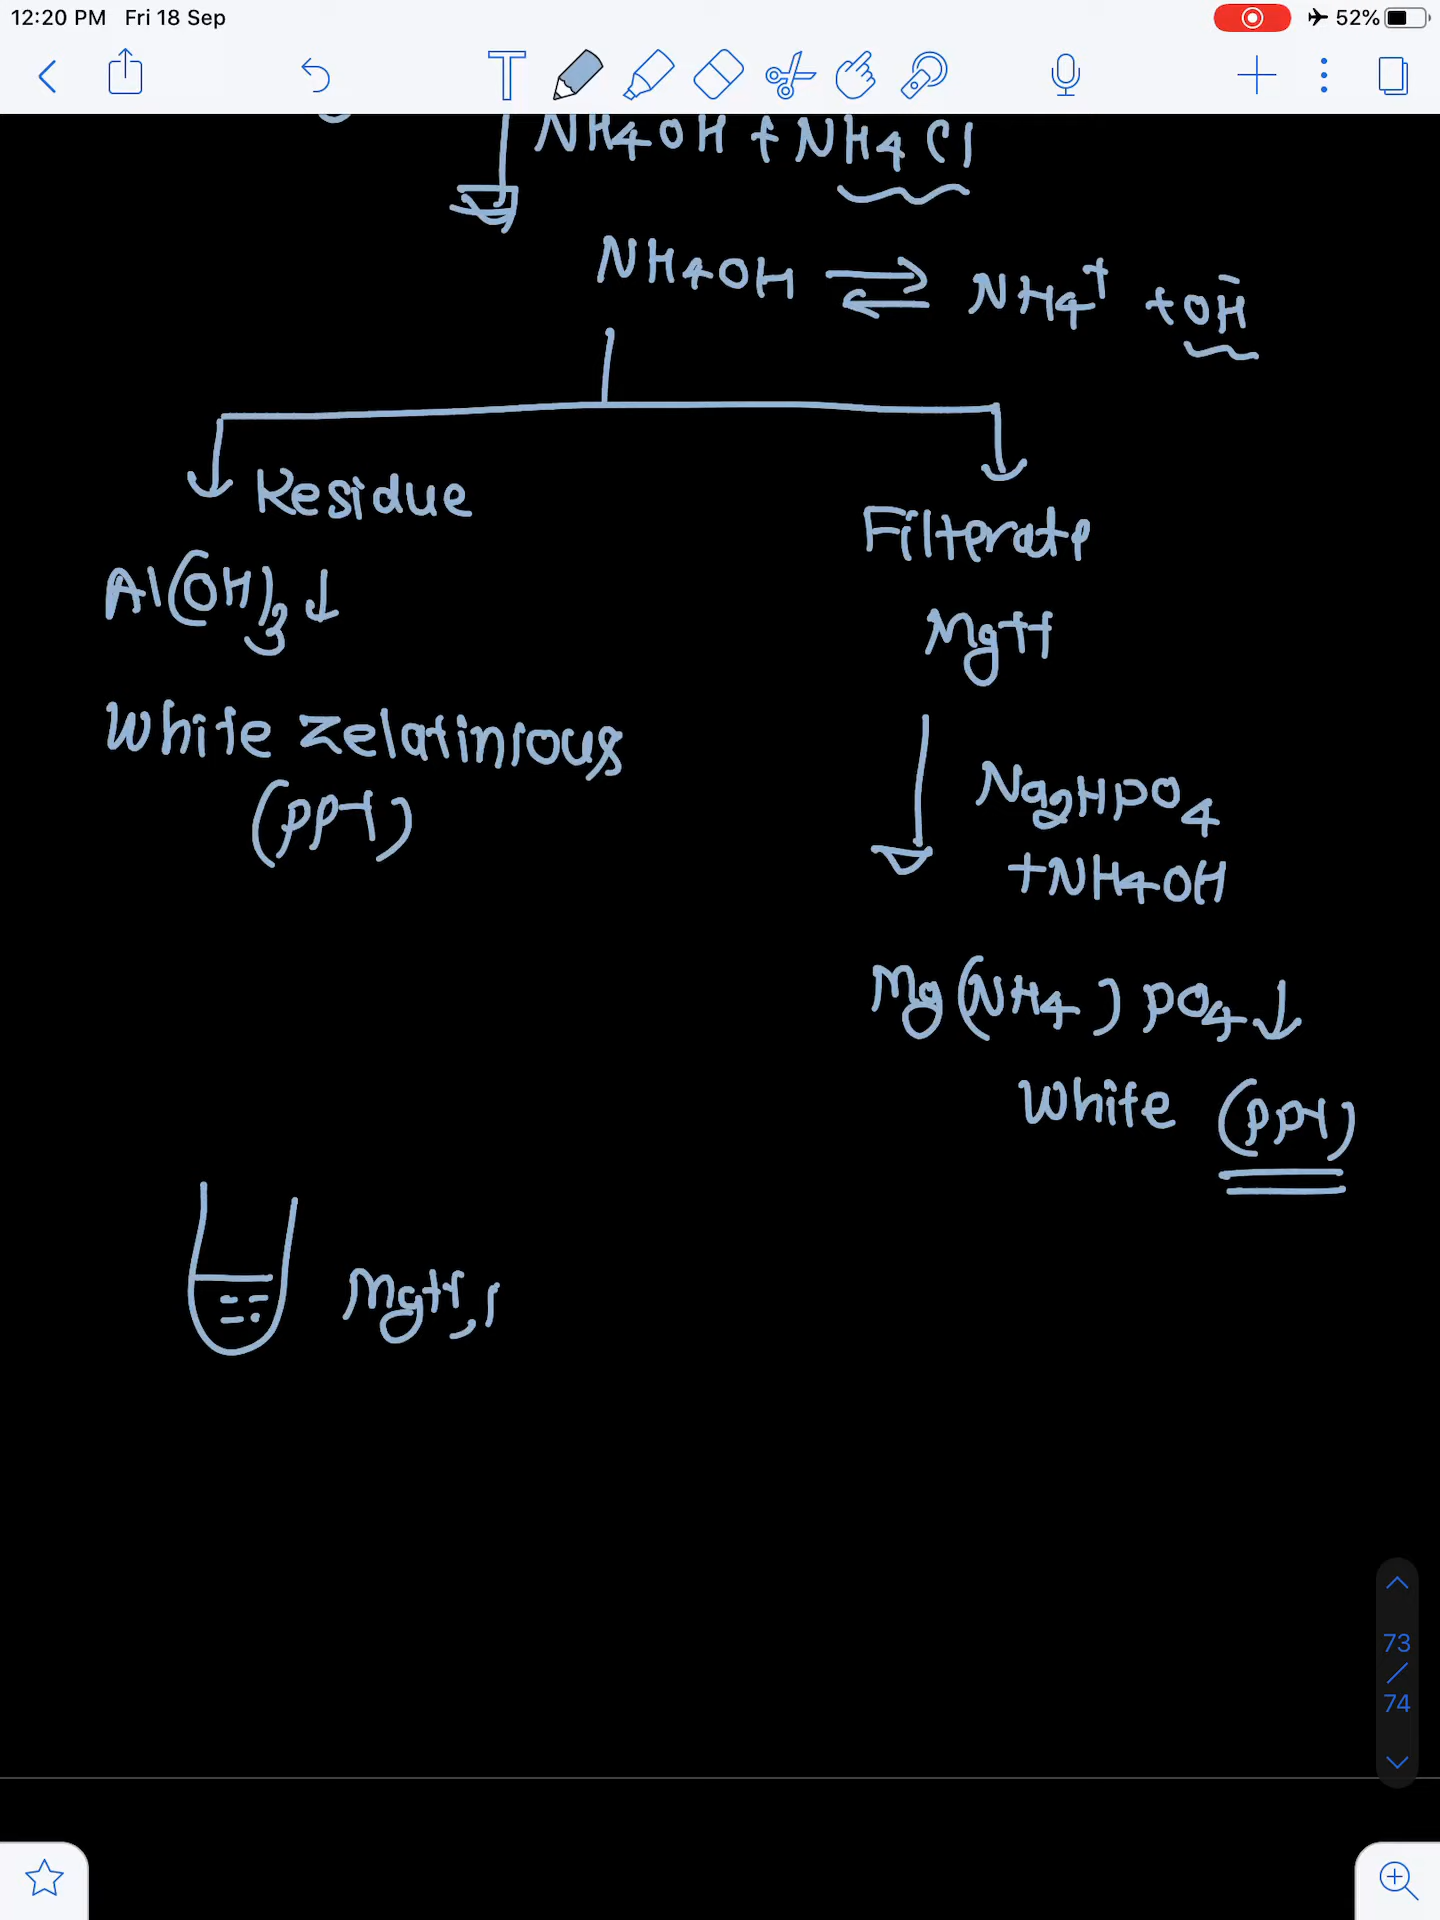 12:20 PM Fri 18 Sep
52%
T
NH4OH + NH4Cl
NH4OH ⇌ NH4+ + OH-
Residue
Filterate
Al(OH)3 ↓
Mg++
White Zelatinious
(ppt)
Na2HPO4
+NH4OH
Mg(NH4)PO4 ↓
White (ppt)
Mg++,
73
/
74